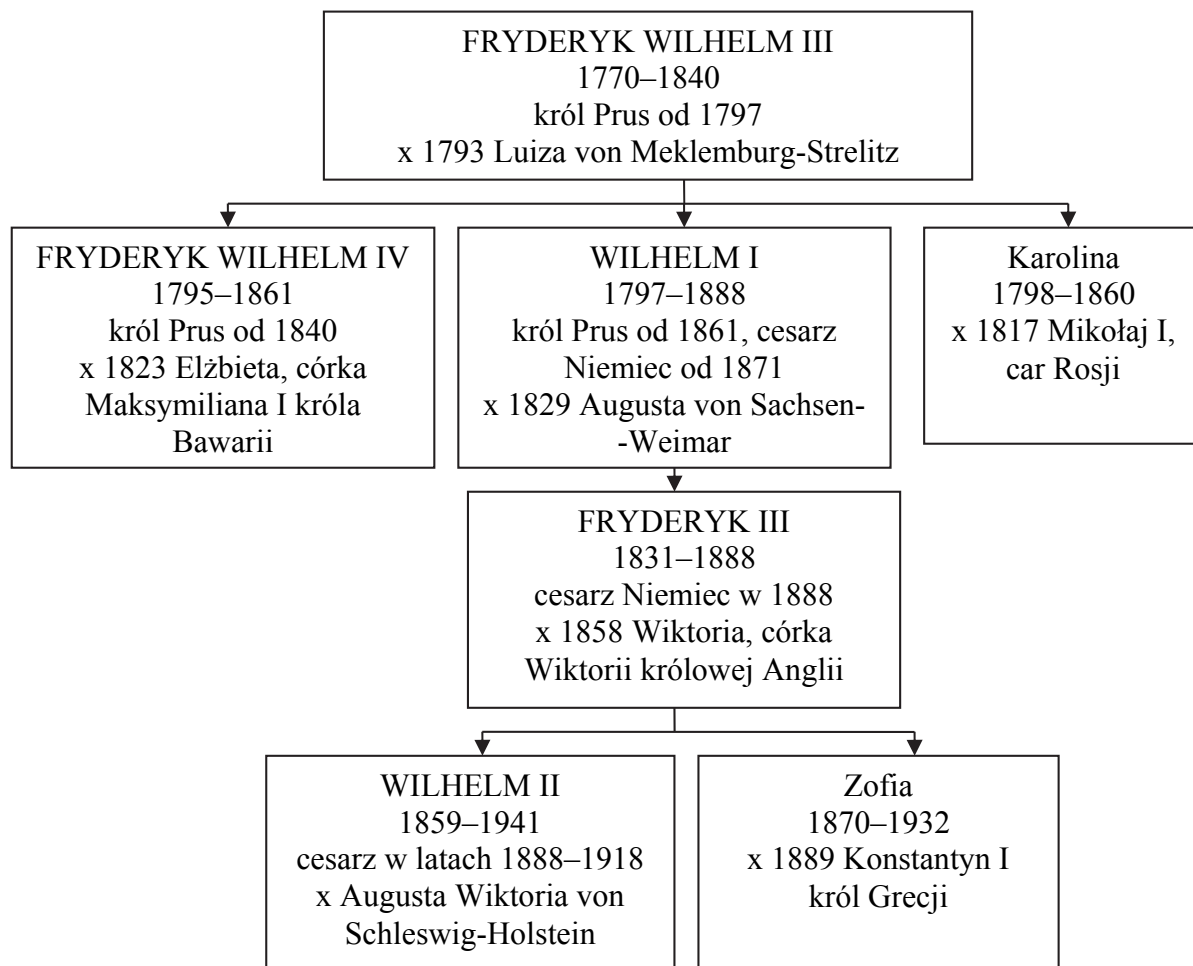 FRYDERYK WILHELM III
1770–1840
król Prus od 1797
x 1793 Luiza von Meklemburg-Strelitz
FRYDERYK WILHELM IV
1795–1861
król Prus od 1840
x 1823 Elżbieta, córka
Maksymiliana I króla
Bawarii
WILHELM I
1797–1888
król Prus od 1861, cesarz
Niemiec od 1871
x 1829 Augusta von Sachsen-
-Weimar
Karolina
1798–1860
x 1817 Mikołaj I,
car Rosji
FRYDERYK III
1831–1888
cesarz Niemiec w 1888
x 1858 Wiktoria, córka
Wiktorii królowej Anglii
WILHELM II
1859–1941
cesarz w latach 1888–1918
x Augusta Wiktoria von
Schleswig-Holstein
Zofia
1870–1932
x 1889 Konstantyn I
król Grecji